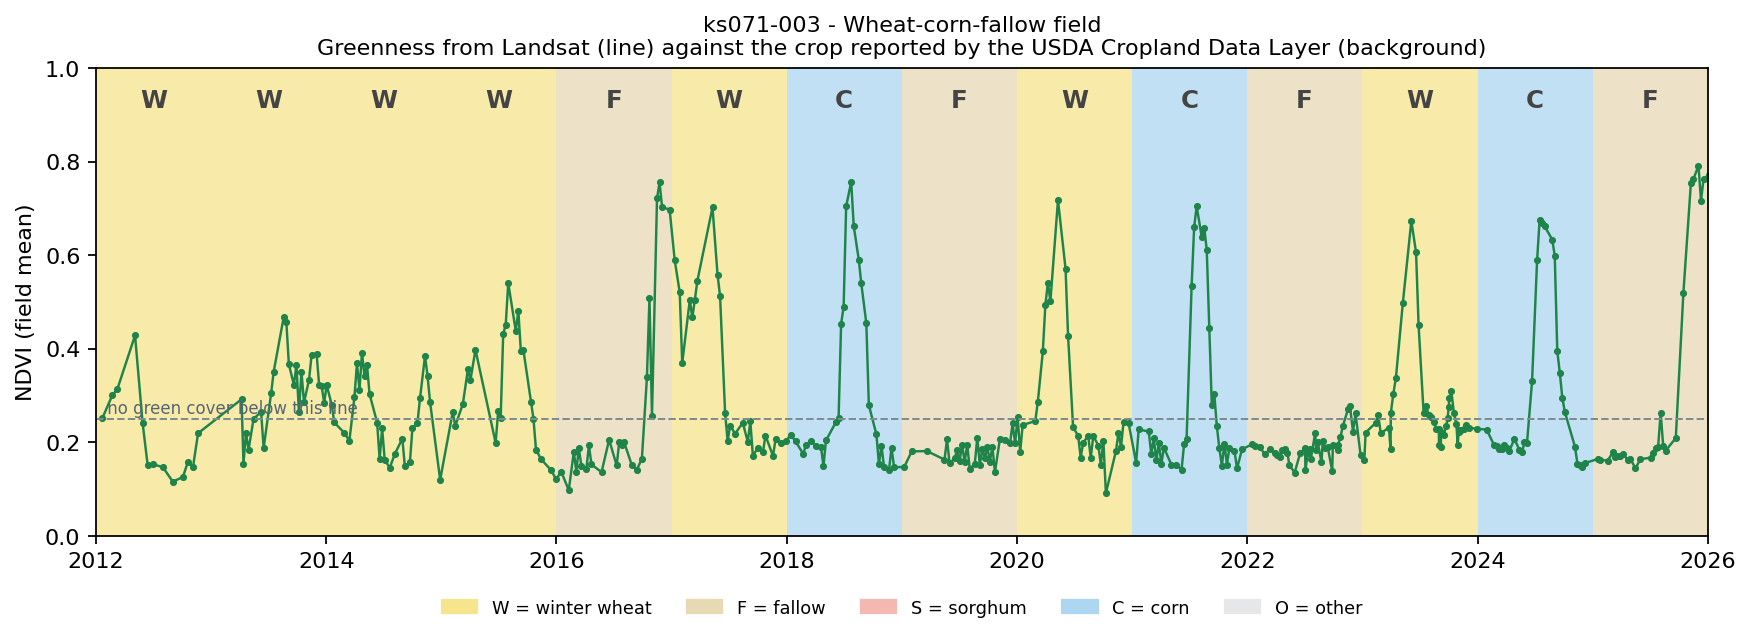 ks071-003 - Wheat-corn-fallow field
Greenness from Landsat (line) against the crop reported by the USDA Cropland Data Layer (background)
1.0
W W W W F W C F W C F W C F
0.8
0.6
0.4
no green cover below this line
0.2
0.0
NDVI (field mean)
2012 2014 2016 2018 2020 2022 2024 2026
W = winter wheat F = fallow S = sorghum C = corn O = other